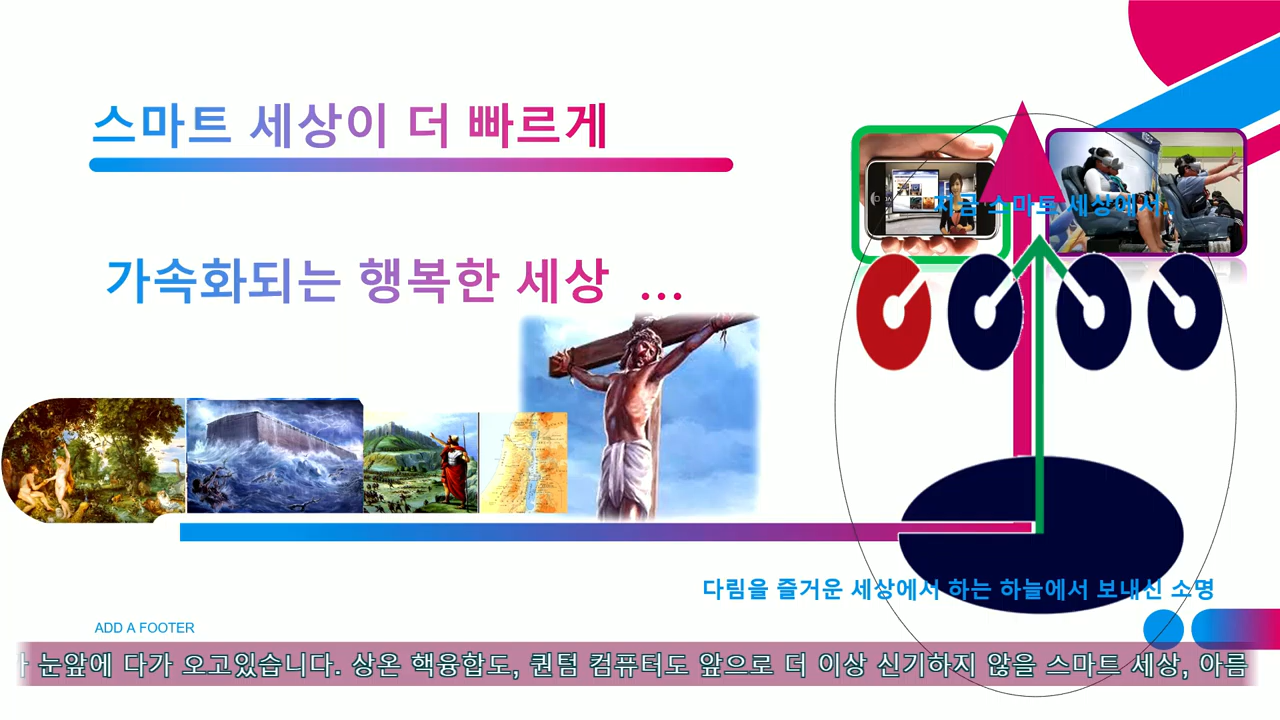 스마트 세상이 더 빠르게
지금 스마트 세상에서
가속화되는 행복한 세상 ...
다림을 즐거운 세상에서 하는 하늘에서 보내신 소명
ADD A FOOTER
눈앞에 다가 오고있습니다. 상온 핵융합도, 퀀텀 컴퓨터도 앞으로 더 이상 신기하지 않을 스마트 세상, 아름